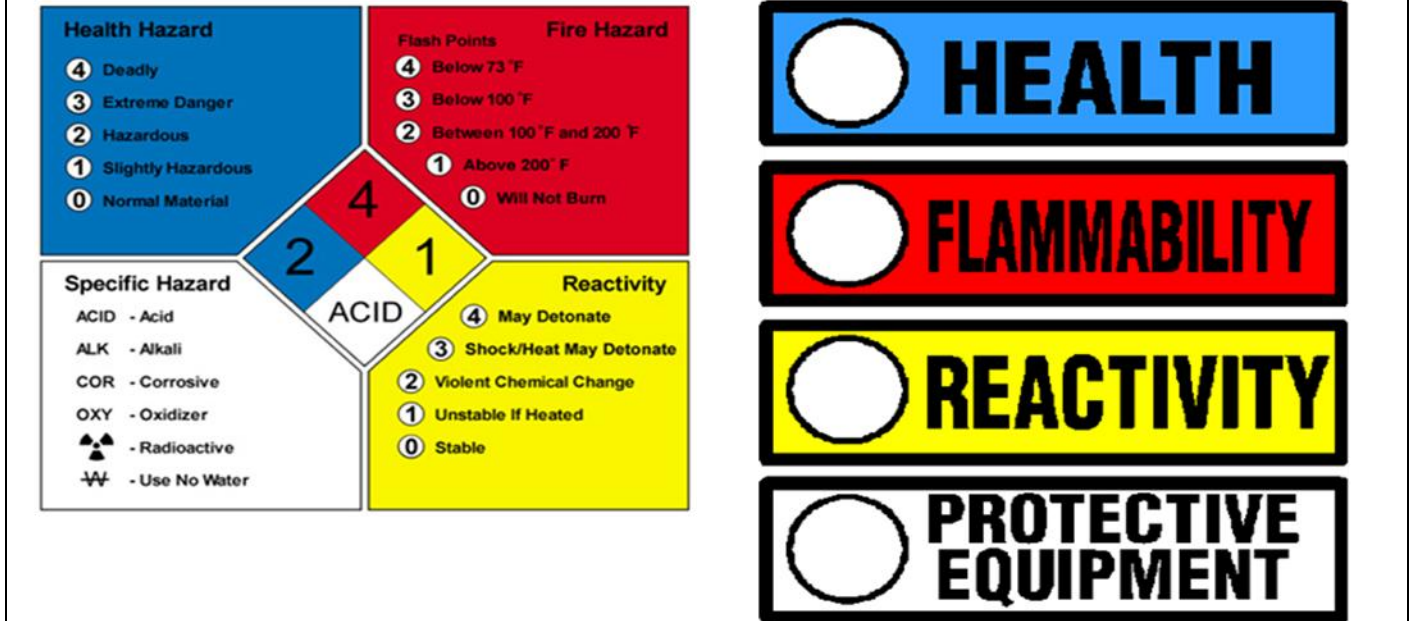 Health Hazard
4 Deadly
3 Extreme Danger
2 Hazardous
1 Slightly Hazardous
0 Normal Material
Fire Hazard
Flash Points
4 Below 73°F
3 Below 100°F
2 Between 100°F and 200°F
1 Above 200°F
0 Will Not Burn
4
2
1
ACID
Specific Hazard
ACID - Acid
ALK - Alkali
COR - Corrosive
OXY - Oxidizer
- Radioactive
W - Use No Water
Reactivity
4 May Detonate
3 Shock/Heat May Detonate
2 Violent Chemical Change
1 Unstable If Heated
0 Stable
HEALTH
FLAMMABILITY
REACTIVITY
PROTECTIVE
EQUIPMENT